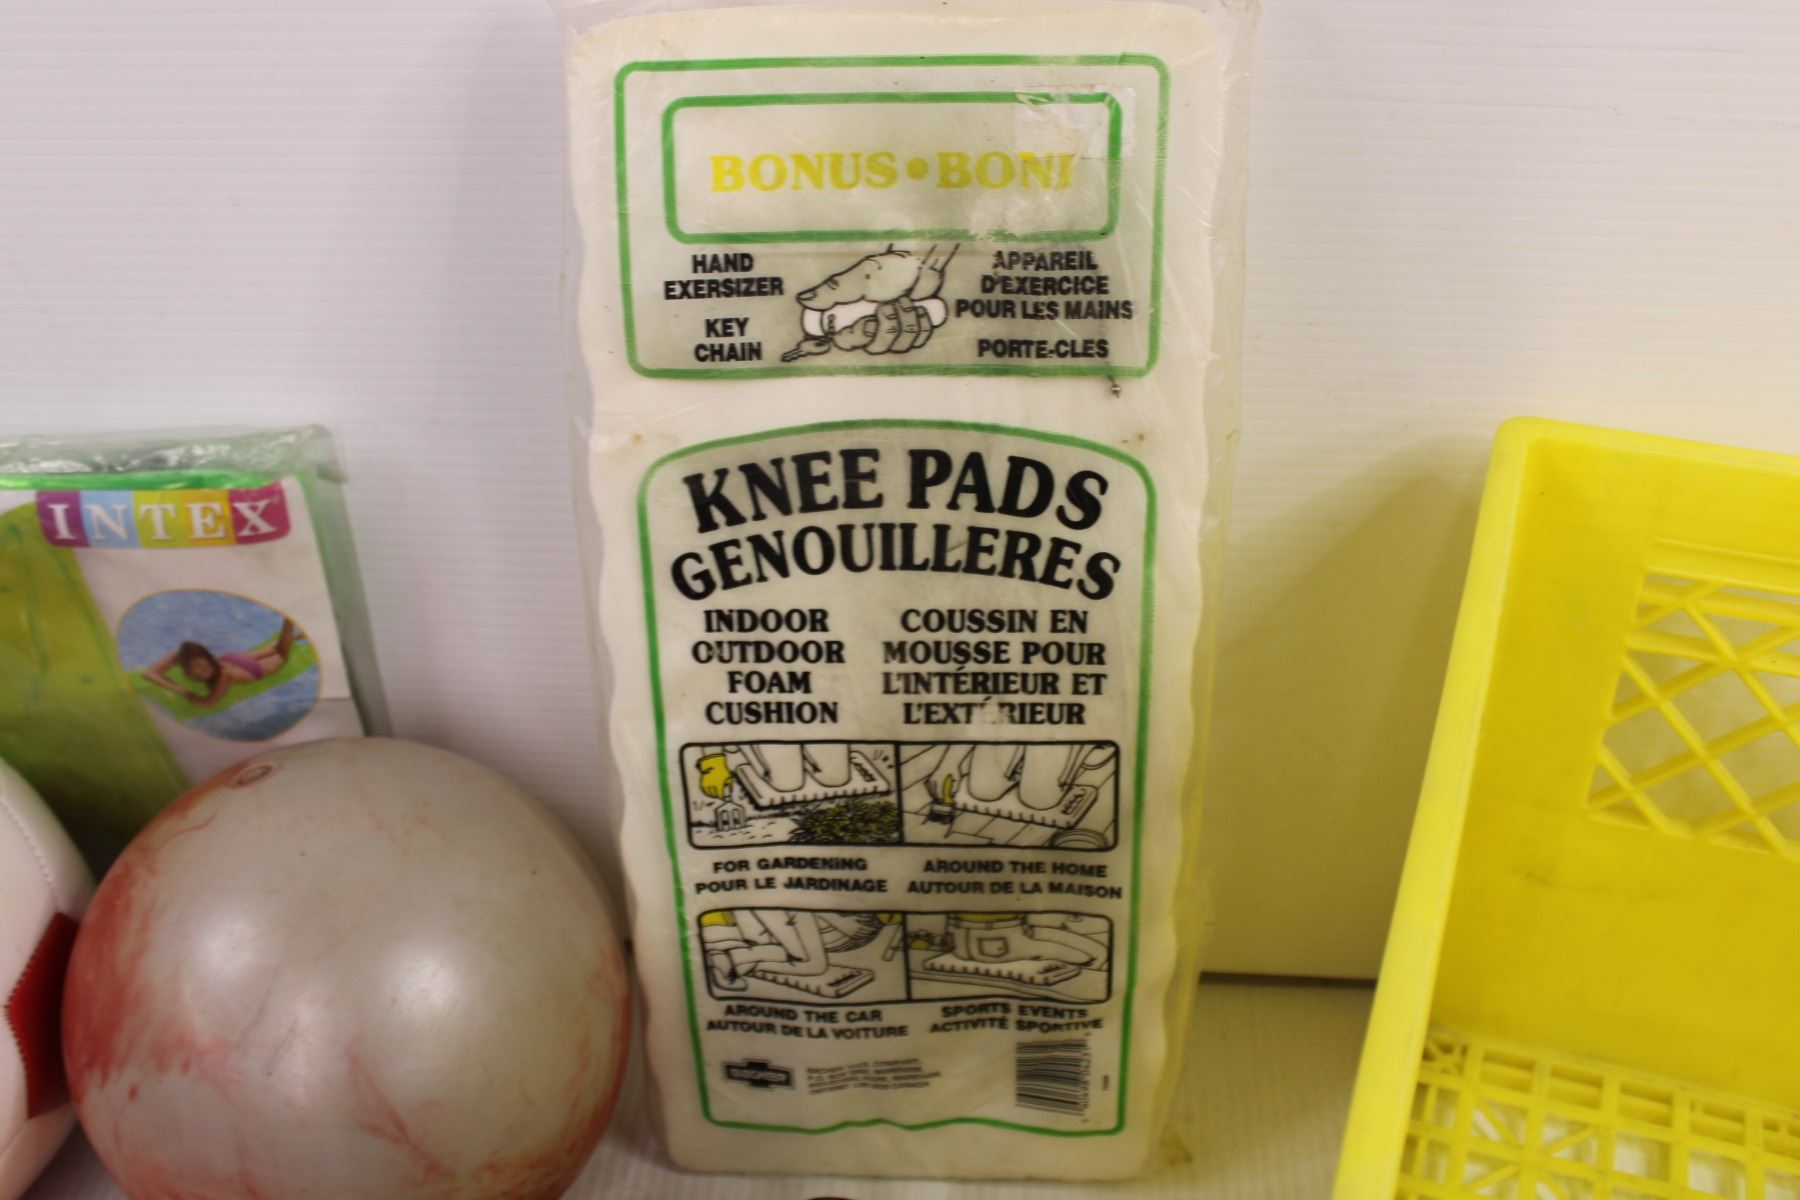 BONUS • BONI
HAND
EXERSIZER
KEY
CHAIN
APPAREIL
D'EXERCICE
POUR LES MAINS
PORTE-CLES
KNEE PADS
GENOUILLERES
INDOOR
OUTDOOR
FOAM
CUSHION
COUSSIN EN
MOUSSE POUR
L'INTÉRIEUR ET
L'EXTÉRIEUR
FOR GARDENING
POUR LE JARDINAGE
AROUND THE HOME
AUTOUR DE LA MAISON
AROUND THE CAR
AUTOUR DE LA VOITURE
SPORTS EVENTS
ACTIVITÉ SPORTIVE
INTEX